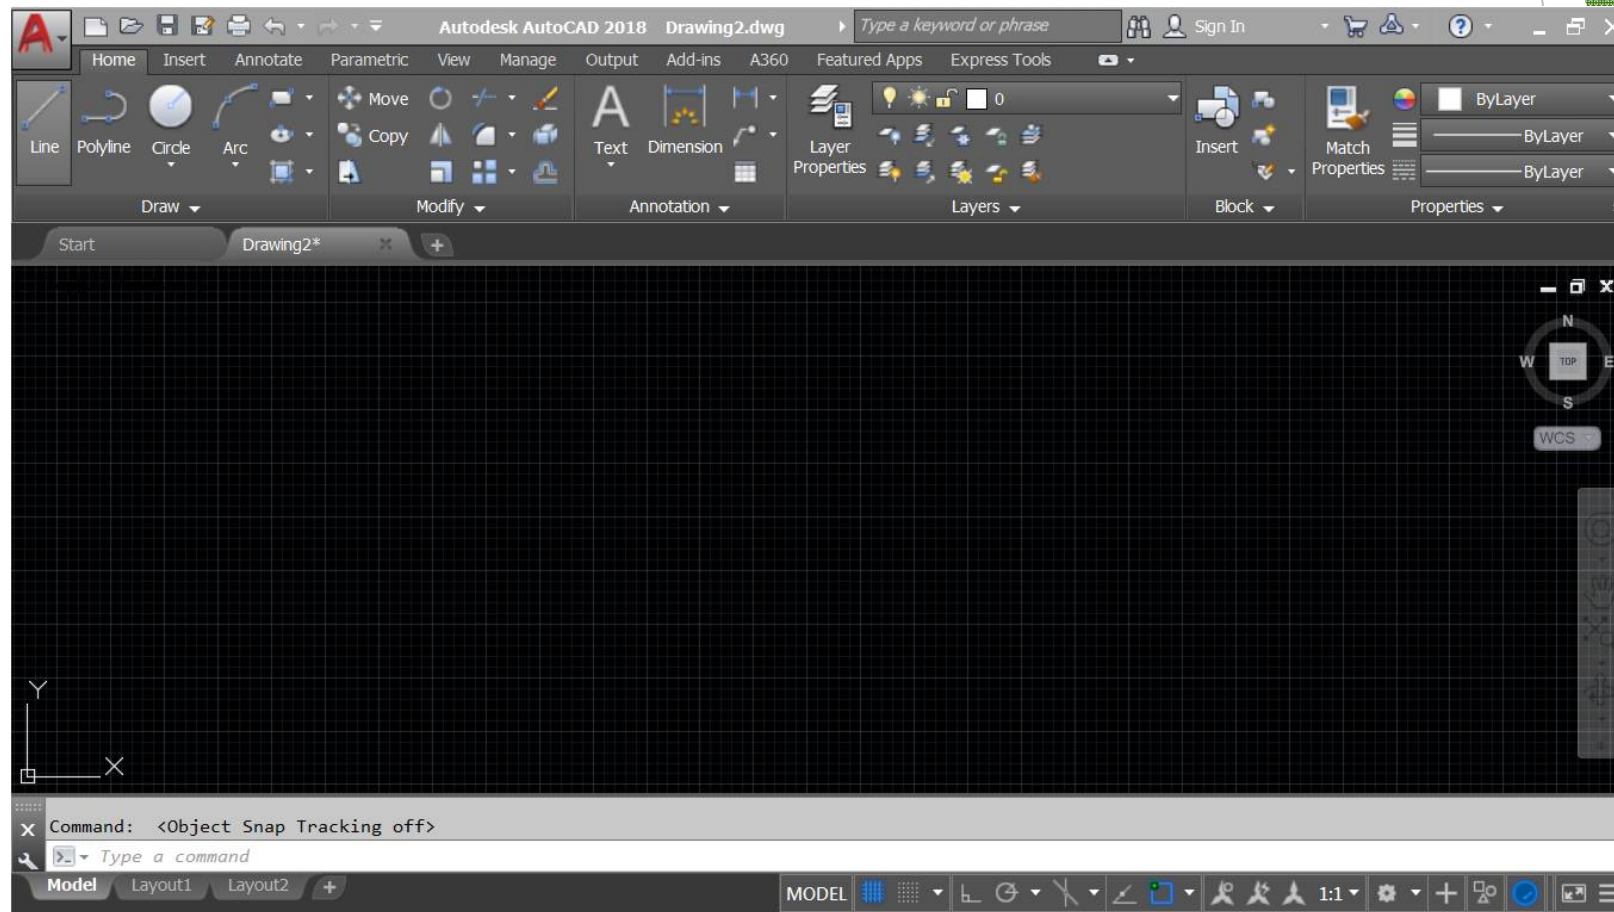 Autodesk AutoCAD 2018 Drawing2.dwg Type a keyword or phrase Sign In
Home Insert Annotate Parametric View Manage Output Add-ins A360 Featured Apps Express Tools
Move
Copy
Line Polyline Circle Arc
Text Dimension
Layer
Properties
0
Insert
Match
Properties
ByLayer
ByLayer
ByLayer
Draw Modify Annotation Layers Block Properties
Start Drawing2*
N
W TOP E
S
WCS
Y
X
Command: <Object Snap Tracking off>
Type a command
Model Layout1 Layout2 MODEL 1:1